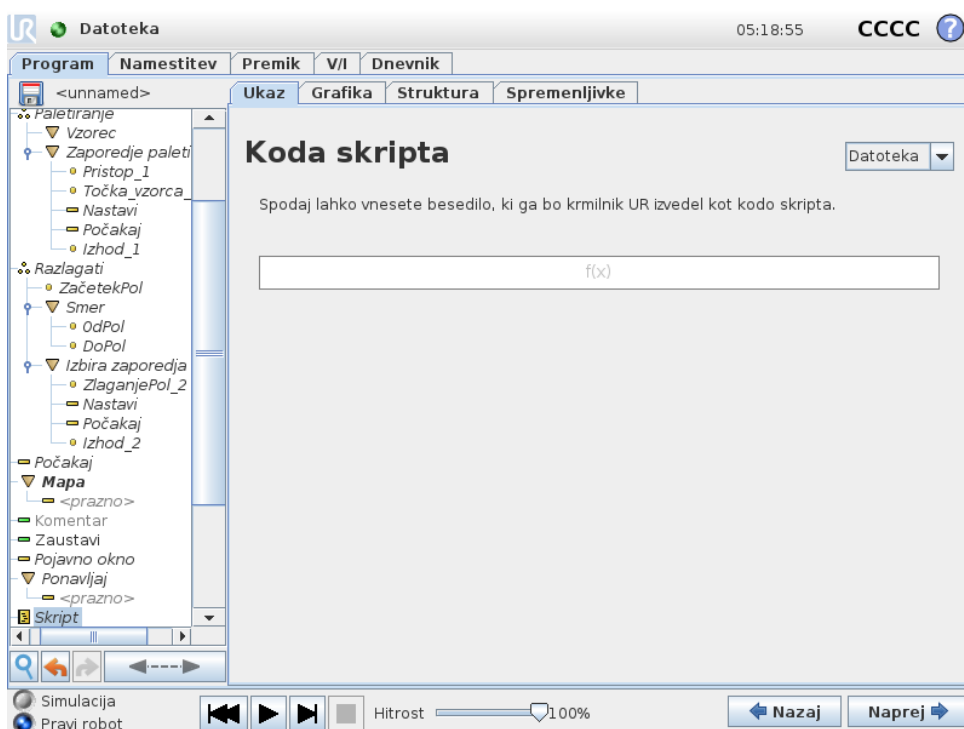 UR Datoteka 05:18:55 CCCC ?
Program Namestitev Premik V/I Dnevnik
<unnamed> Ukaz Grafika Struktura Spremenljivke
Paletiranje
Vzorec
Zaporedje paleti
Pristop_1
Točka_vzorca_
Nastavi
Počakaj
Izhod_1
Razlagati
ZačetekPol
Smer
OdPol
DoPol
Izbira zaporedja
ZlaganjePol_2
Nastavi
Počakaj
Izhod_2
Počakaj
Mapa
<prazno>
Komentar
Zaustavi
Pojavno okno
Ponavljaj
<prazno>
Skript
Koda skripta
Datoteka
Spodaj lahko vnesete besedilo, ki ga bo krmilnik UR izvedel kot kodo skripta.
f(x)
Simulacija
Pravi robot
Hitrost 100%
Nazaj Naprej